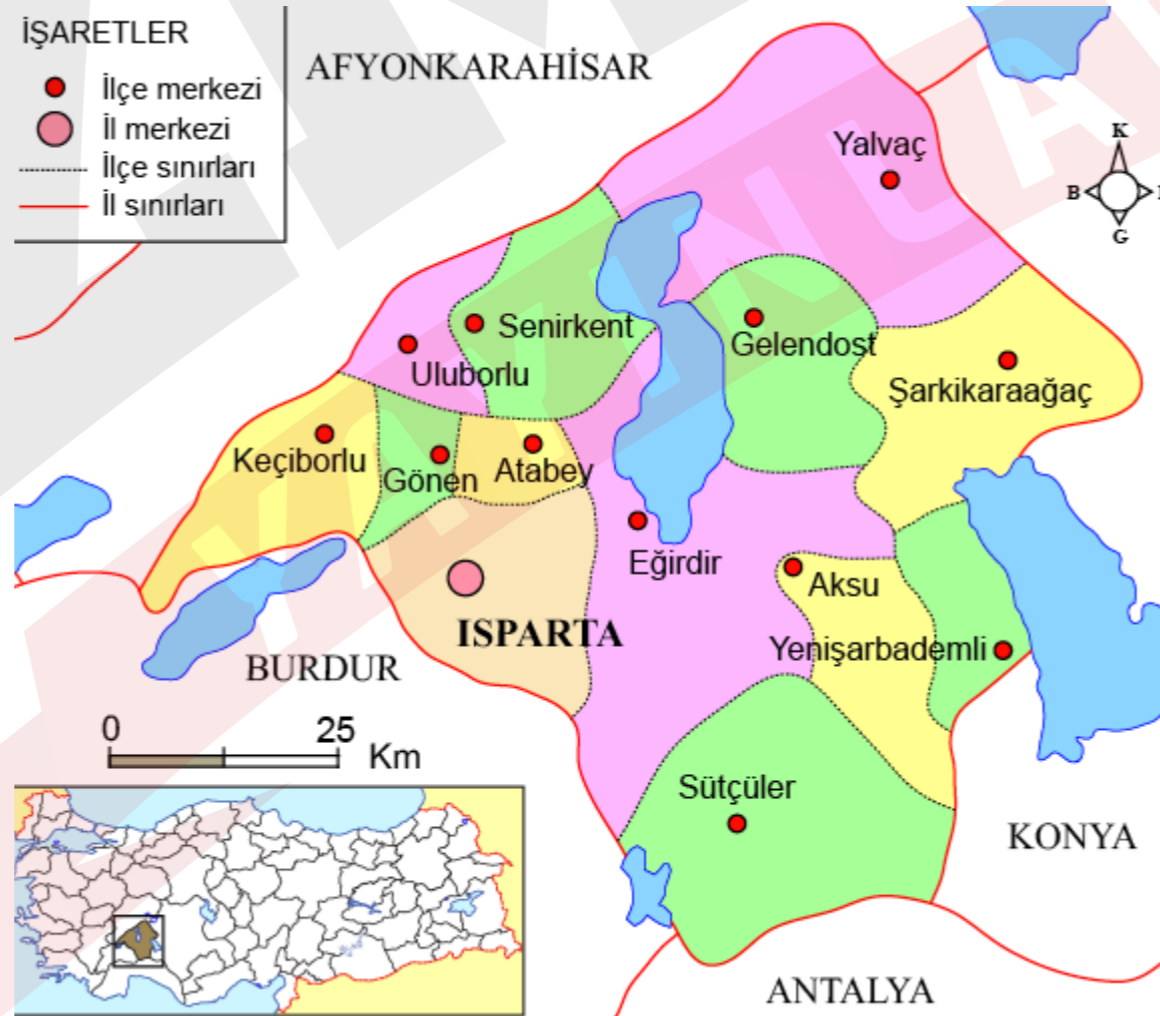 İŞARETLER
İlçe merkezi
İl merkezi
İlçe sınırları
İl sınırları
AFYONKARAHİSAR
K
B
G
Yalvaç
Senirkent
Gelendost
Uluborlu
Şarkikaraağaç
Keçiborlu
Gönen
Atabey
Eğirdir
Aksu
ISPARTA
Yenişarbademli
BURDUR
0 25
Km
Sütçüler
KONYA
ANTALYA